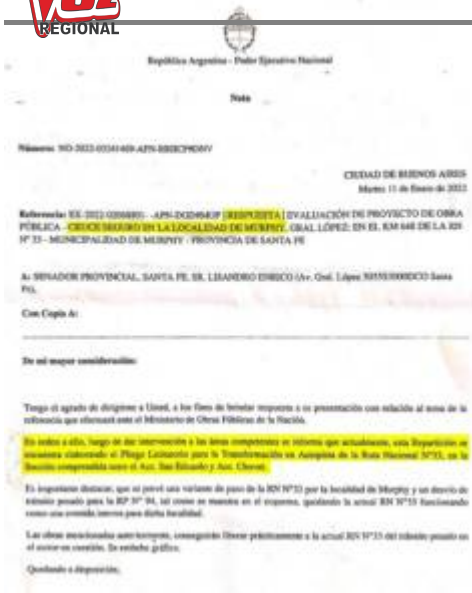 VOZ
REGIONAL
República Argentina - Poder Ejecutivo Nacional
Nota
Número: NO-2022-
CIUDAD DE BUENOS AIRES
Martes 11 de Enero de 2022
Referencia: [RESPUESTA] EVALUACIÓN DE PROYECTO DE OBRA
PÚBLICA - CRUCE SEGURO EN LA LOCALIDAD DE MURPHY, GRAL LÓPEZ; EN EL KM 648 DE LA RN
Nº 33 - MUNICIPALIDAD DE MURPHY - PROVINCIA DE SANTA FE
A: SENADOR PROVINCIAL, SANTA FE, SR. LISANDRO ENRICO (Av. Gral. López Santa
Fe),
Con Copia A:
De mi mayor consideración:
Tengo el agrado de dirigirme a Usted, a los fines de brindar respuesta a su presentación con relación al tema de la
referencia que efectuará ante el Ministerio de Obras Públicas de la Nación.
En orden a ello, luego de dar intervención a las áreas competentes se informa que actualmente, esta Repartición se
encuentra elaborando el Pliego Licitatorio para la Transformación en Autopista de la Ruta Nacional Nº33, en la
Sección comprendida entre el Acc. San Eduardo y Acc. Chovet.
Es importante destacar, que se prevé una variante de paso de la RN Nº33 por la localidad de Murphy y un desvío de
tránsito pesado para la RP Nº 94, tal como se muestra en el esquema, quedando la actual RN Nº33 funcionando
como una avenida interna para dicha localidad.
Las obras mencionadas anteriormente, conseguirán liberar prácticamente a la actual RN Nº33 del tránsito pesado en
el sector en cuestión. Se embebe gráfico.
Quedando a disposición,